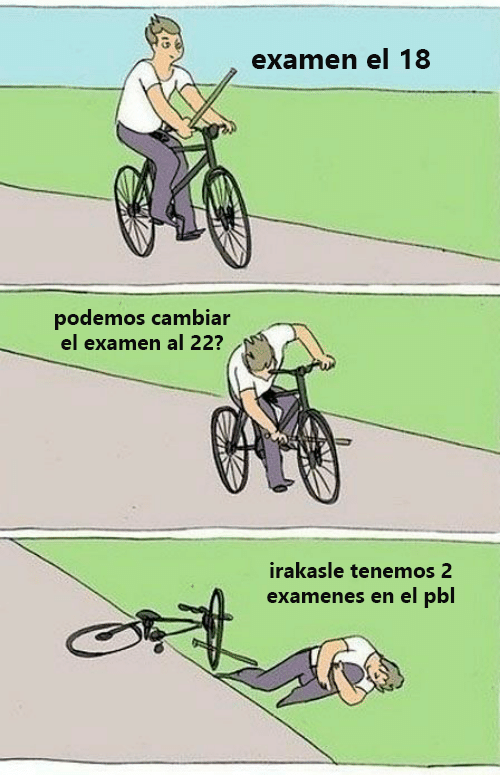 examen el 18
podemos cambiar
el examen al 22?
irakasle tenemos 2
examenes en el pbl